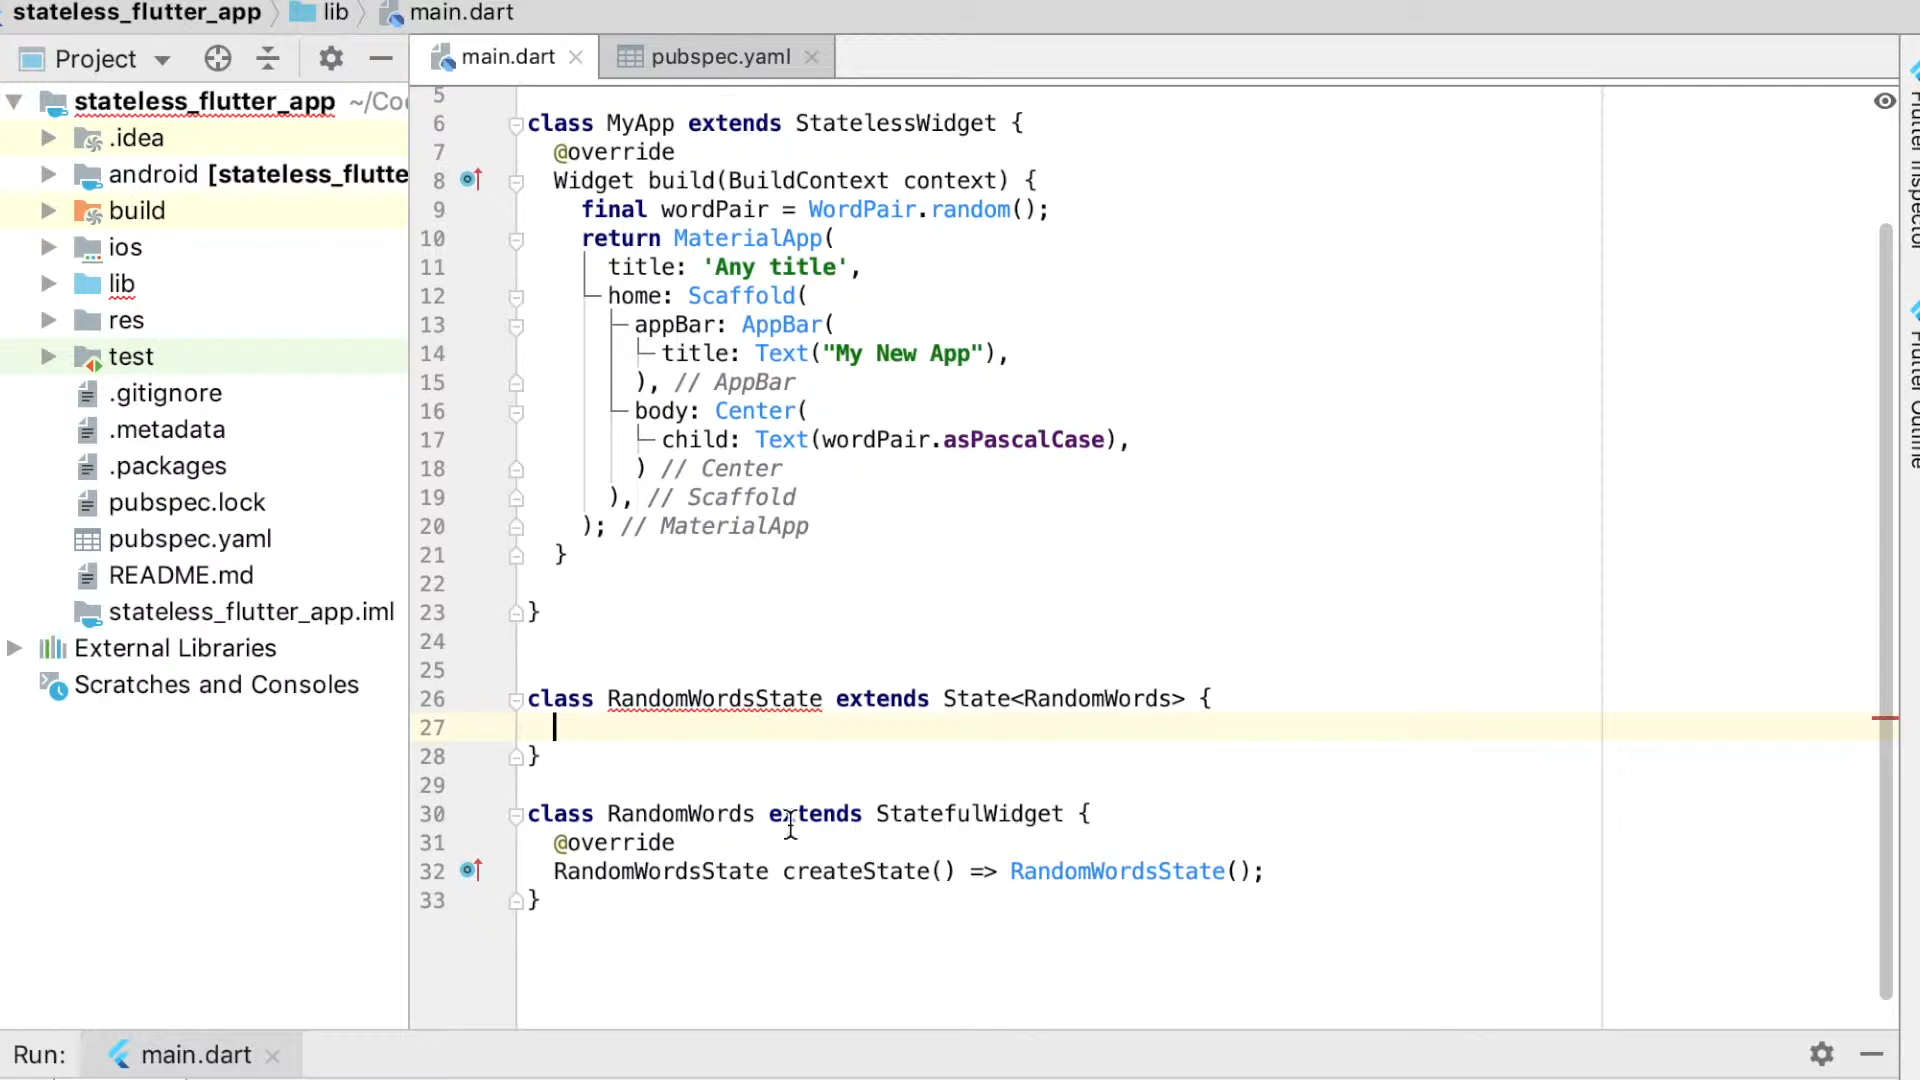 stateless_flutter_app lib main.dart
Project
main.dart
pubspec.yaml
stateless_flutter_app ~/Co
.idea
android [stateless_flutte
build
ios
lib
res
test
.gitignore
.metadata
.packages
pubspec.lock
pubspec.yaml
README.md
stateless_flutter_app.iml
External Libraries
Scratches and Consoles
5
6 class MyApp extends StatelessWidget {
7 @override
8 Widget build(BuildContext context) {
9 final wordPair = WordPair.random();
10 return MaterialApp(
11 title: 'Any title',
12 home: Scaffold(
13 appBar: AppBar(
14 title: Text("My New App"),
15 ), // AppBar
16 body: Center(
17 child: Text(wordPair.asPascalCase),
18 ) // Center
19 ), // Scaffold
20 ); // MaterialApp
21 }
22
23 }
24
25
26 class RandomWordsState extends State<RandomWords> {
27
28 }
29
30 class RandomWords extends StatefulWidget {
31 @override
32 RandomWordsState createState() => RandomWordsState();
33 }
Flutter Inspector
Flutter Outline
Run: main.dart